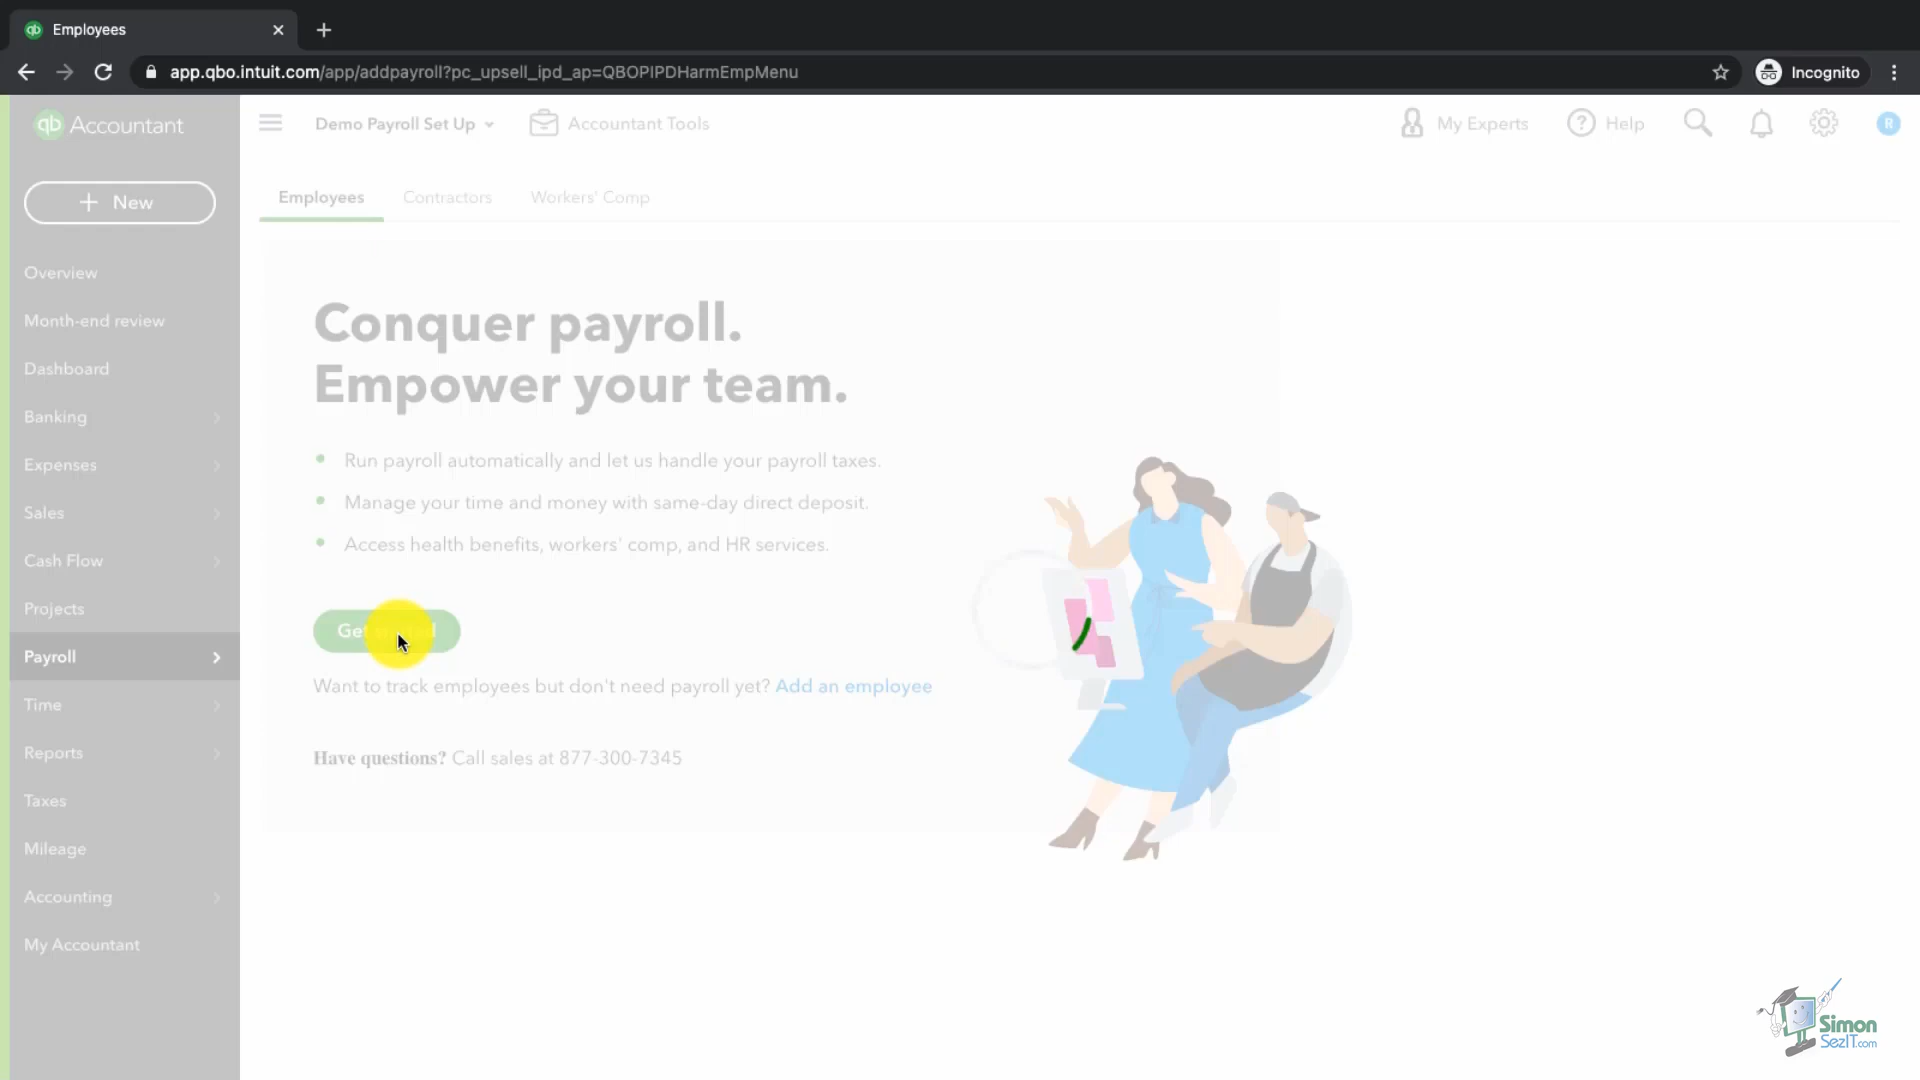 Employees
app.qbo.intuit.com/app/addpayroll?pc_upsell_ipd_ap=QBOPIPDHarmEmpMenu
Incognito
qb Accountant
Demo Payroll Set Up
Accountant Tools
My Experts
? Help
R
+ New
Employees
Contractors
Workers' Comp
Overview
Month-end review
Dashboard
Banking
Expenses
Sales
Cash Flow
Projects
Payroll
Time
Reports
Taxes
Mileage
Accounting
My Accountant
Conquer payroll.
Empower your team.
Run payroll automatically and let us handle your payroll taxes.
Manage your time and money with same-day direct deposit.
Access health benefits, workers' comp, and HR services.
Get
Want to track employees but don't need payroll yet? Add an employee
Have questions? Call sales at 877-300-7345
Simon
SezIT.com